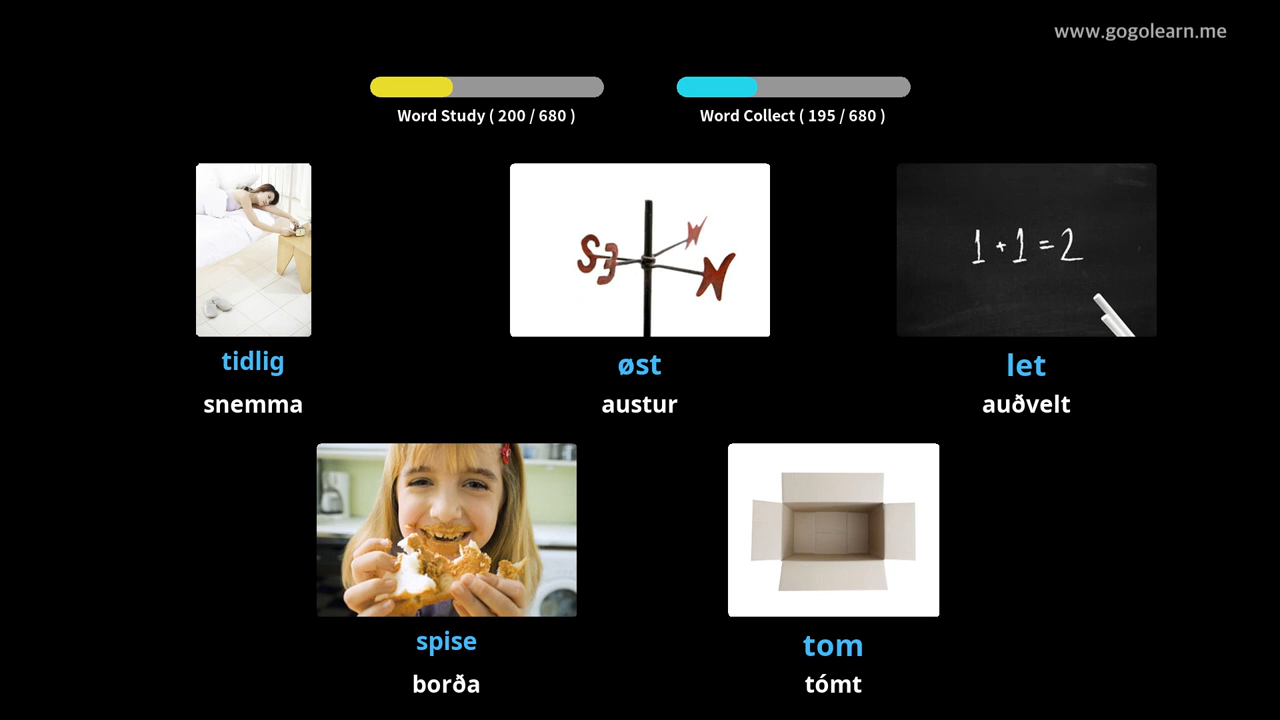 www.gogolearn.me
Word Study ( 200 / 680 )
Word Collect ( 195 / 680 )
S E N N
1 + 1 = 2
tidlig
øst
let
snemma
austur
auðvelt
spise
tom
borða
tómt